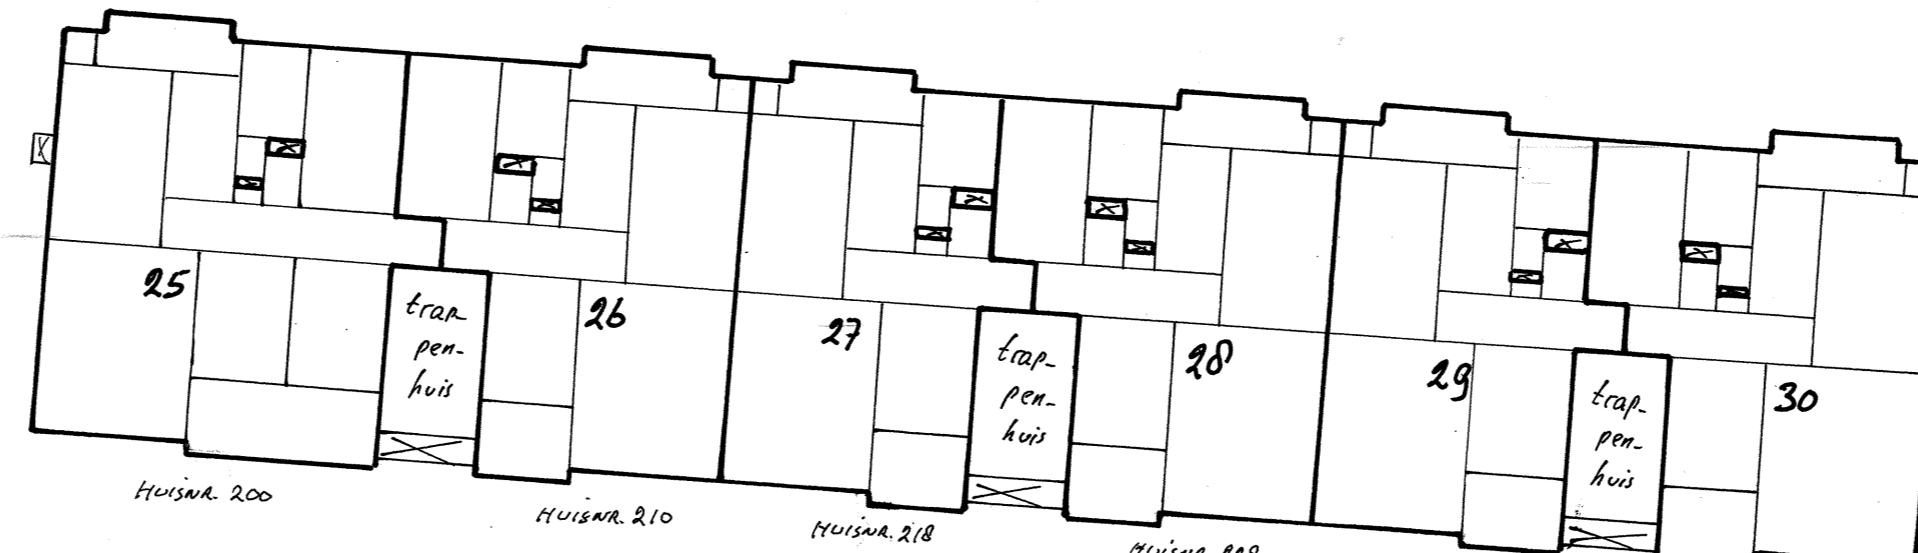 25
trap-
pen-
huis
26
27
trap-
pen-
huis
28
29
trap-
pen-
huis
30
HUISNR. 200
HUISNR. 210
HUISNR. 218
HUISNR.